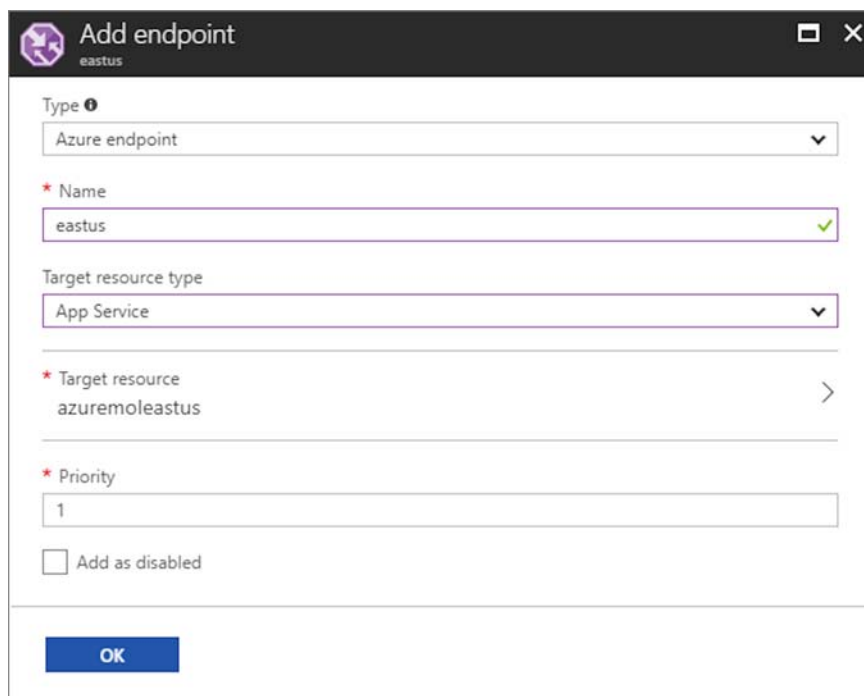 Add endpoint
eastus
Type
Azure endpoint
* Name
eastus
Target resource type
App Service
* Target resource
azuremoleastus
* Priority
1
Add as disabled
OK